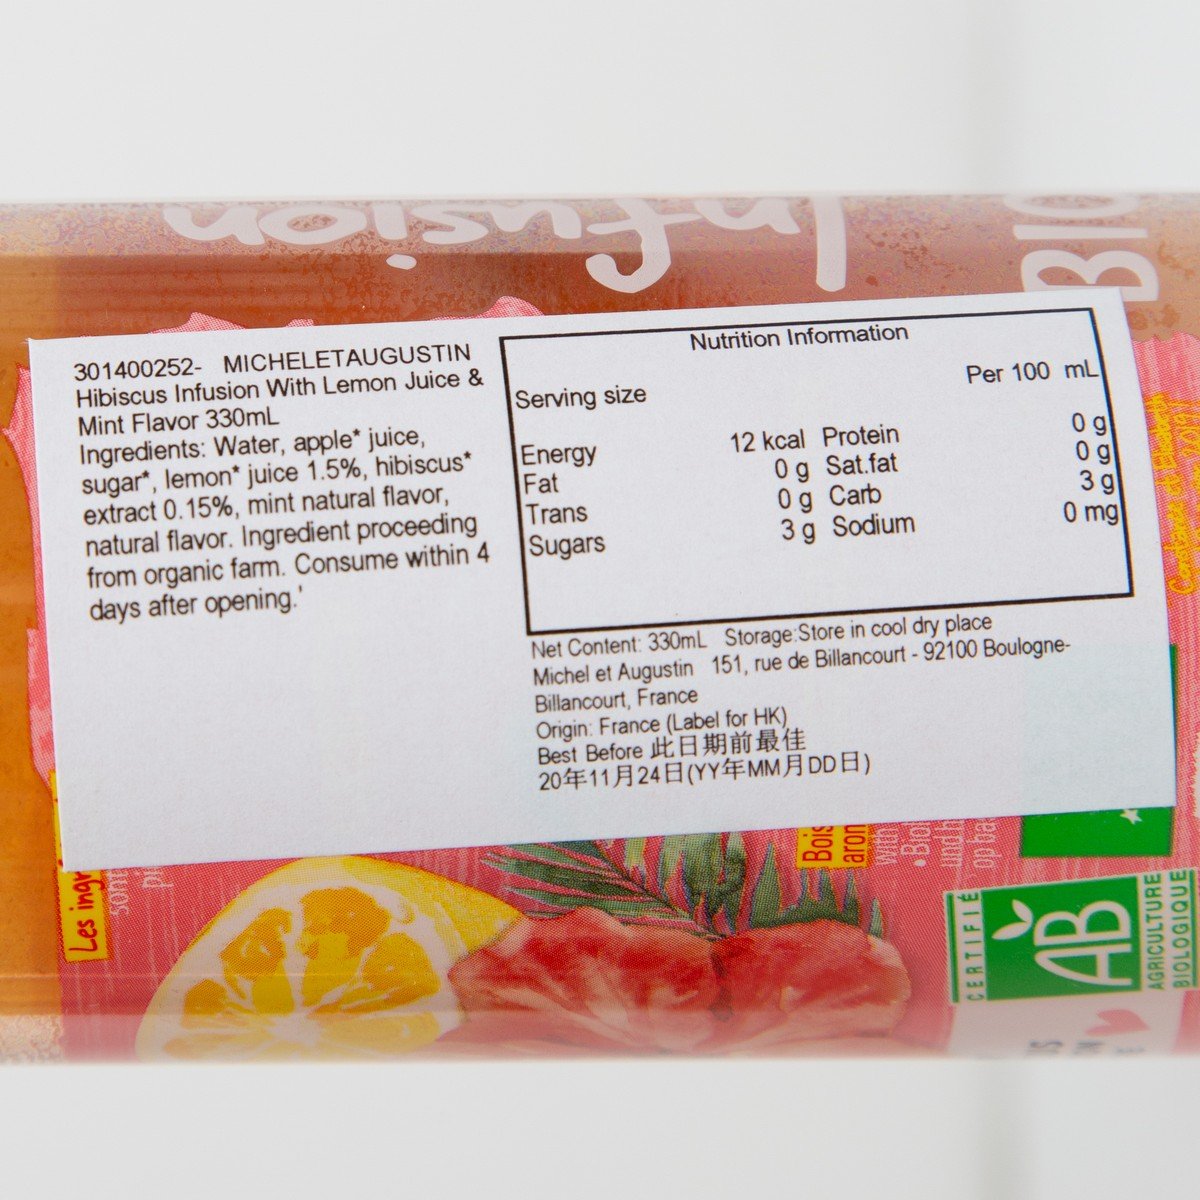 Infusion
BIO
301400252- MICHELETAUGUSTIN
Hibiscus Infusion With Lemon Juice &
Mint Flavor 330mL
Ingredients: Water, apple* juice,
sugar*, lemon* juice 1.5%, hibiscus*
extract 0.15%, mint natural flavor,
natural flavor. Ingredient proceeding
from organic farm. Consume within 4
days after opening.'
Nutrition Information
Serving size Per 100 mL
Energy 12 kcal Protein 0 g
Fat 0 g Sat.fat 0 g
Trans 0 g Carb 3 g
Sugars 3 g Sodium 0 mg
Net Content: 330mL Storage:Store in cool dry place
Michel et Augustin 151, rue de Billancourt - 92100 Boulogne-
Billancourt, France
Origin: France (Label for HK)
Best Before 此日期前最佳
20年11月24日(YY年MM月DD日)
Les
CERTIFIÉ
AB
AGRICULTURE
BIOLOGIQUE